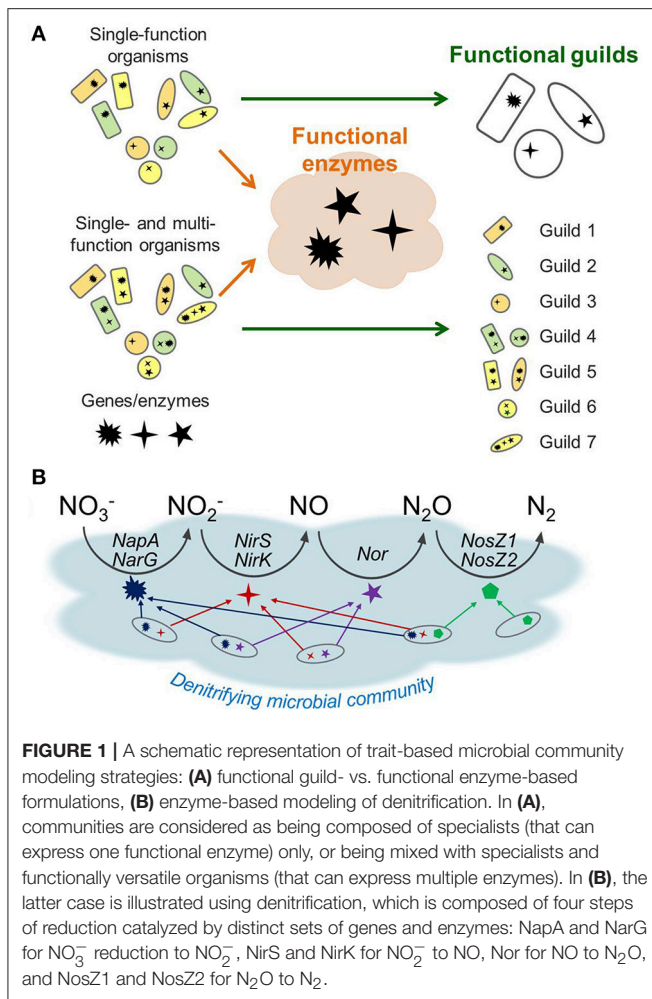 A
Single-function
organisms
Functional guilds
Functional
enzymes
Single- and multi-
function organisms
Guild 1
Guild 2
Guild 3
Guild 4
Guild 5
Guild 6
Guild 7
Genes/enzymes
B
NO₃⁻ NO₂⁻ NO N₂O N₂
NapA NirS Nor NosZ1
NarG NirK NosZ2
Denitrifying microbial community
FIGURE 1 | A schematic representation of trait-based microbial community
modeling strategies: (A) functional guild- vs. functional enzyme-based
formulations, (B) enzyme-based modeling of denitrification. In (A),
communities are considered as being composed of specialists (that can
express one functional enzyme) only, or being mixed with specialists and
functionally versatile organisms (that can express multiple enzymes). In (B), the
latter case is illustrated using denitrification, which is composed of four steps
of reduction catalyzed by distinct sets of genes and enzymes: NapA and NarG
for NO₃⁻ reduction to NO₂⁻, NirS and NirK for NO₂⁻ to NO, Nor for NO to N₂O,
and NosZ1 and NosZ2 for N₂O to N₂.